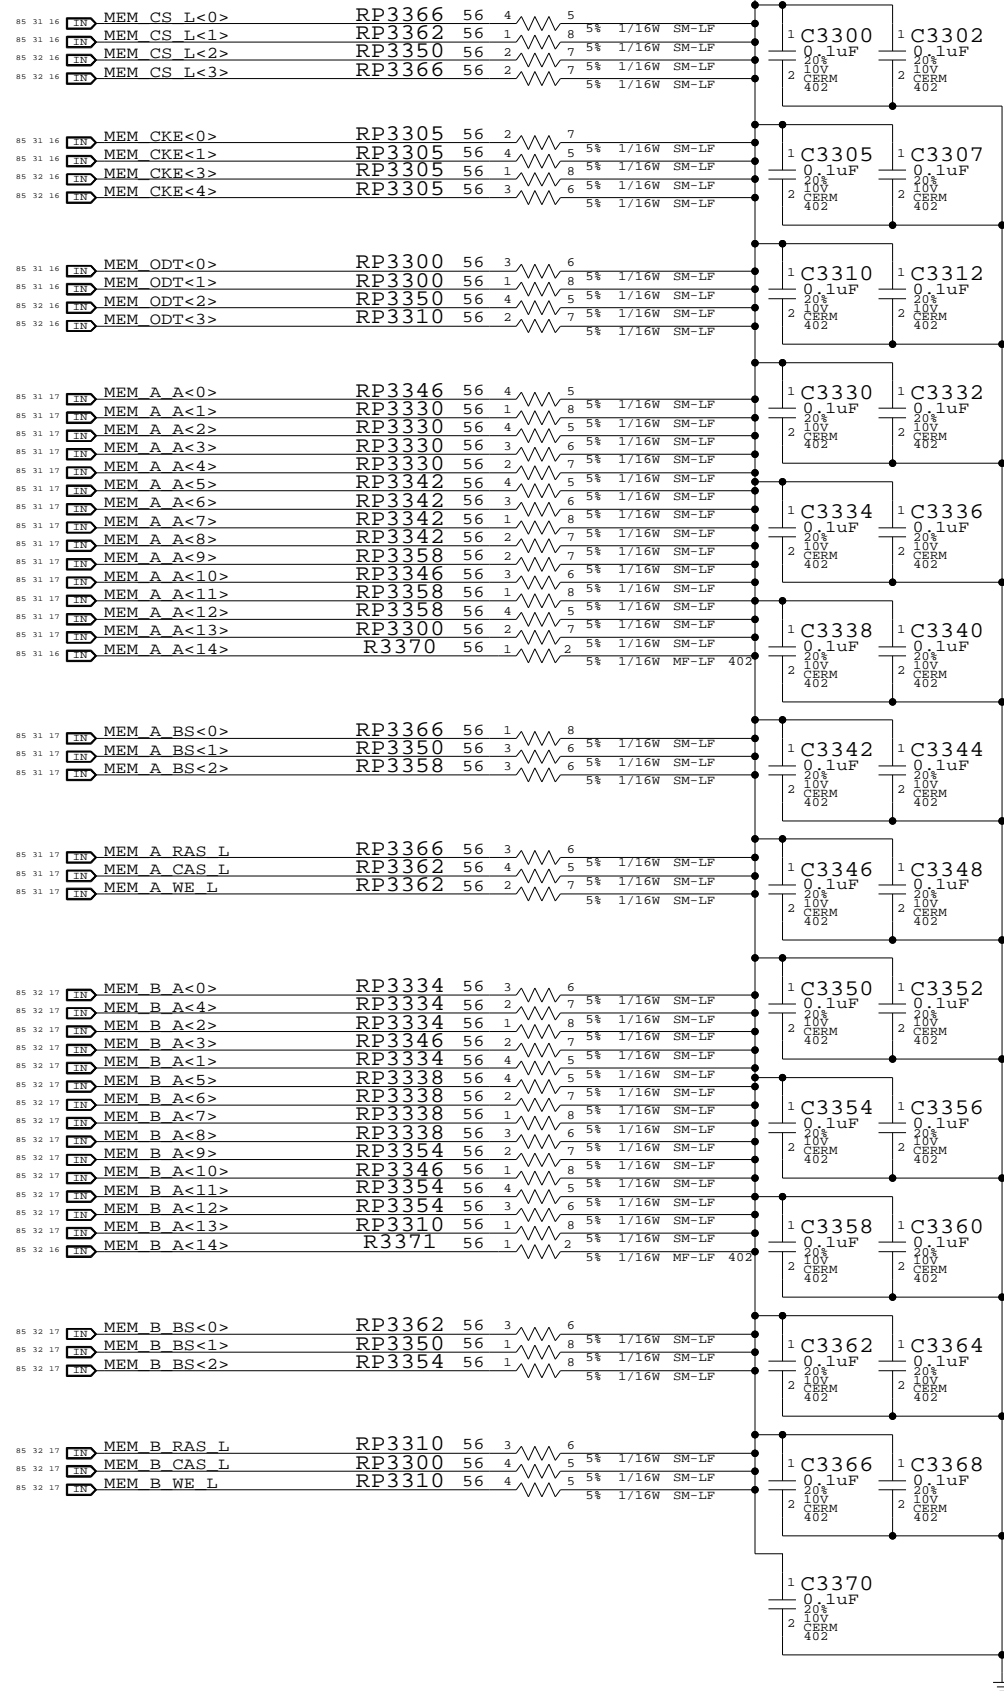 85 31 16 IN MEM_CS_L<0> RP3366 56 4 5 5% 1/16W SM-LF
85 31 16 IN MEM_CS_L<1> RP3362 56 1 8 5% 1/16W SM-LF
85 32 16 IN MEM_CS_L<2> RP3350 56 2 7 5% 1/16W SM-LF
85 32 16 IN MEM_CS_L<3> RP3366 56 2 7 5% 1/16W SM-LF
1 C3300 1 C3302
0.1uF 0.1uF
20% 20%
10V 10V
2 CERM 2 CERM
402 402
85 31 16 IN MEM_CKE<0> RP3305 56 2 7 5% 1/16W SM-LF
85 31 16 IN MEM_CKE<1> RP3305 56 4 5 5% 1/16W SM-LF
85 32 16 IN MEM_CKE<3> RP3305 56 1 8 5% 1/16W SM-LF
85 32 16 IN MEM_CKE<4> RP3305 56 3 6 5% 1/16W SM-LF
1 C3305 1 C3307
0.1uF 0.1uF
20% 20%
10V 10V
2 CERM 2 CERM
402 402
85 31 16 IN MEM_ODT<0> RP3300 56 3 6 5% 1/16W SM-LF
85 31 16 IN MEM_ODT<1> RP3300 56 1 8 5% 1/16W SM-LF
85 32 16 IN MEM_ODT<2> RP3350 56 4 5 5% 1/16W SM-LF
85 32 16 IN MEM_ODT<3> RP3310 56 2 7 5% 1/16W SM-LF
1 C3310 1 C3312
0.1uF 0.1uF
20% 20%
10V 10V
2 CERM 2 CERM
402 402
85 31 17 IN MEM_A_A<0> RP3346 56 4 5 5% 1/16W SM-LF
85 31 17 IN MEM_A_A<1> RP3330 56 1 8 5% 1/16W SM-LF
85 31 17 IN MEM_A_A<2> RP3330 56 4 5 5% 1/16W SM-LF
85 31 17 IN MEM_A_A<3> RP3330 56 3 6 5% 1/16W SM-LF
85 31 17 IN MEM_A_A<4> RP3330 56 2 7 5% 1/16W SM-LF
85 31 17 IN MEM_A_A<5> RP3342 56 4 5 5% 1/16W SM-LF
85 31 17 IN MEM_A_A<6> RP3342 56 3 6 5% 1/16W SM-LF
85 31 17 IN MEM_A_A<7> RP3342 56 1 8 5% 1/16W SM-LF
85 31 17 IN MEM_A_A<8> RP3342 56 2 7 5% 1/16W SM-LF
85 31 17 IN MEM_A_A<9> RP3358 56 2 7 5% 1/16W SM-LF
85 31 17 IN MEM_A_A<10> RP3346 56 3 6 5% 1/16W SM-LF
85 31 17 IN MEM_A_A<11> RP3358 56 1 8 5% 1/16W SM-LF
85 31 17 IN MEM_A_A<12> RP3358 56 4 5 5% 1/16W SM-LF
85 31 17 IN MEM_A_A<13> RP3300 56 2 7 5% 1/16W SM-LF
85 31 16 IN MEM_A_A<14> R3370 56 1 2 5% 1/16W MF-LF 402
1 C3330 1 C3332
0.1uF 0.1uF
20% 20%
10V 10V
2 CERM 2 CERM
402 402
1 C3334 1 C3336
0.1uF 0.1uF
20% 20%
10V 10V
2 CERM 2 CERM
402 402
1 C3338 1 C3340
0.1uF 0.1uF
20% 20%
10V 10V
2 CERM 2 CERM
402 402
85 31 17 IN MEM_A_BS<0> RP3366 56 1 8 5% 1/16W SM-LF
85 31 17 IN MEM_A_BS<1> RP3350 56 3 6 5% 1/16W SM-LF
85 31 17 IN MEM_A_BS<2> RP3358 56 3 6 5% 1/16W SM-LF
1 C3342 1 C3344
0.1uF 0.1uF
20% 20%
10V 10V
2 CERM 2 CERM
402 402
85 31 17 IN MEM_A_RAS_L RP3366 56 3 6 5% 1/16W SM-LF
85 31 17 IN MEM_A_CAS_L RP3362 56 4 5 5% 1/16W SM-LF
85 31 17 IN MEM_A_WE_L RP3362 56 2 7 5% 1/16W SM-LF
1 C3346 1 C3348
0.1uF 0.1uF
20% 20%
10V 10V
2 CERM 2 CERM
402 402
85 32 17 IN MEM_B_A<0> RP3334 56 3 6 5% 1/16W SM-LF
85 32 17 IN MEM_B_A<4> RP3334 56 2 7 5% 1/16W SM-LF
85 32 17 IN MEM_B_A<2> RP3334 56 1 8 5% 1/16W SM-LF
85 32 17 IN MEM_B_A<3> RP3346 56 2 7 5% 1/16W SM-LF
85 32 17 IN MEM_B_A<1> RP3334 56 4 5 5% 1/16W SM-LF
85 32 17 IN MEM_B_A<5> RP3338 56 4 5 5% 1/16W SM-LF
85 32 17 IN MEM_B_A<6> RP3338 56 2 7 5% 1/16W SM-LF
85 32 17 IN MEM_B_A<7> RP3338 56 1 8 5% 1/16W SM-LF
85 32 17 IN MEM_B_A<8> RP3338 56 3 6 5% 1/16W SM-LF
85 32 17 IN MEM_B_A<9> RP3354 56 2 7 5% 1/16W SM-LF
85 32 17 IN MEM_B_A<10> RP3346 56 1 8 5% 1/16W SM-LF
85 32 17 IN MEM_B_A<11> RP3354 56 4 5 5% 1/16W SM-LF
85 32 17 IN MEM_B_A<12> RP3354 56 3 6 5% 1/16W SM-LF
85 32 17 IN MEM_B_A<13> RP3310 56 1 8 5% 1/16W SM-LF
85 32 16 IN MEM_B_A<14> R3371 56 1 2 5% 1/16W MF-LF 402
1 C3350 1 C3352
0.1uF 0.1uF
20% 20%
10V 10V
2 CERM 2 CERM
402 402
1 C3354 1 C3356
0.1uF 0.1uF
20% 20%
10V 10V
2 CERM 2 CERM
402 402
1 C3358 1 C3360
0.1uF 0.1uF
20% 20%
10V 10V
2 CERM 2 CERM
402 402
85 32 17 IN MEM_B_BS<0> RP3362 56 3 6 5% 1/16W SM-LF
85 32 17 IN MEM_B_BS<1> RP3350 56 1 8 5% 1/16W SM-LF
85 32 17 IN MEM_B_BS<2> RP3354 56 1 8 5% 1/16W SM-LF
1 C3362 1 C3364
0.1uF 0.1uF
20% 20%
10V 10V
2 CERM 2 CERM
402 402
85 32 17 IN MEM_B_RAS_L RP3310 56 3 6 5% 1/16W SM-LF
85 32 17 IN MEM_B_CAS_L RP3300 56 4 5 5% 1/16W SM-LF
85 32 17 IN MEM_B_WE_L RP3310 56 4 5 5% 1/16W SM-LF
1 C3366 1 C3368
0.1uF 0.1uF
20% 20%
10V 10V
2 CERM 2 CERM
402 402
1 C3370
0.1uF
20%
10V
2 CERM
402